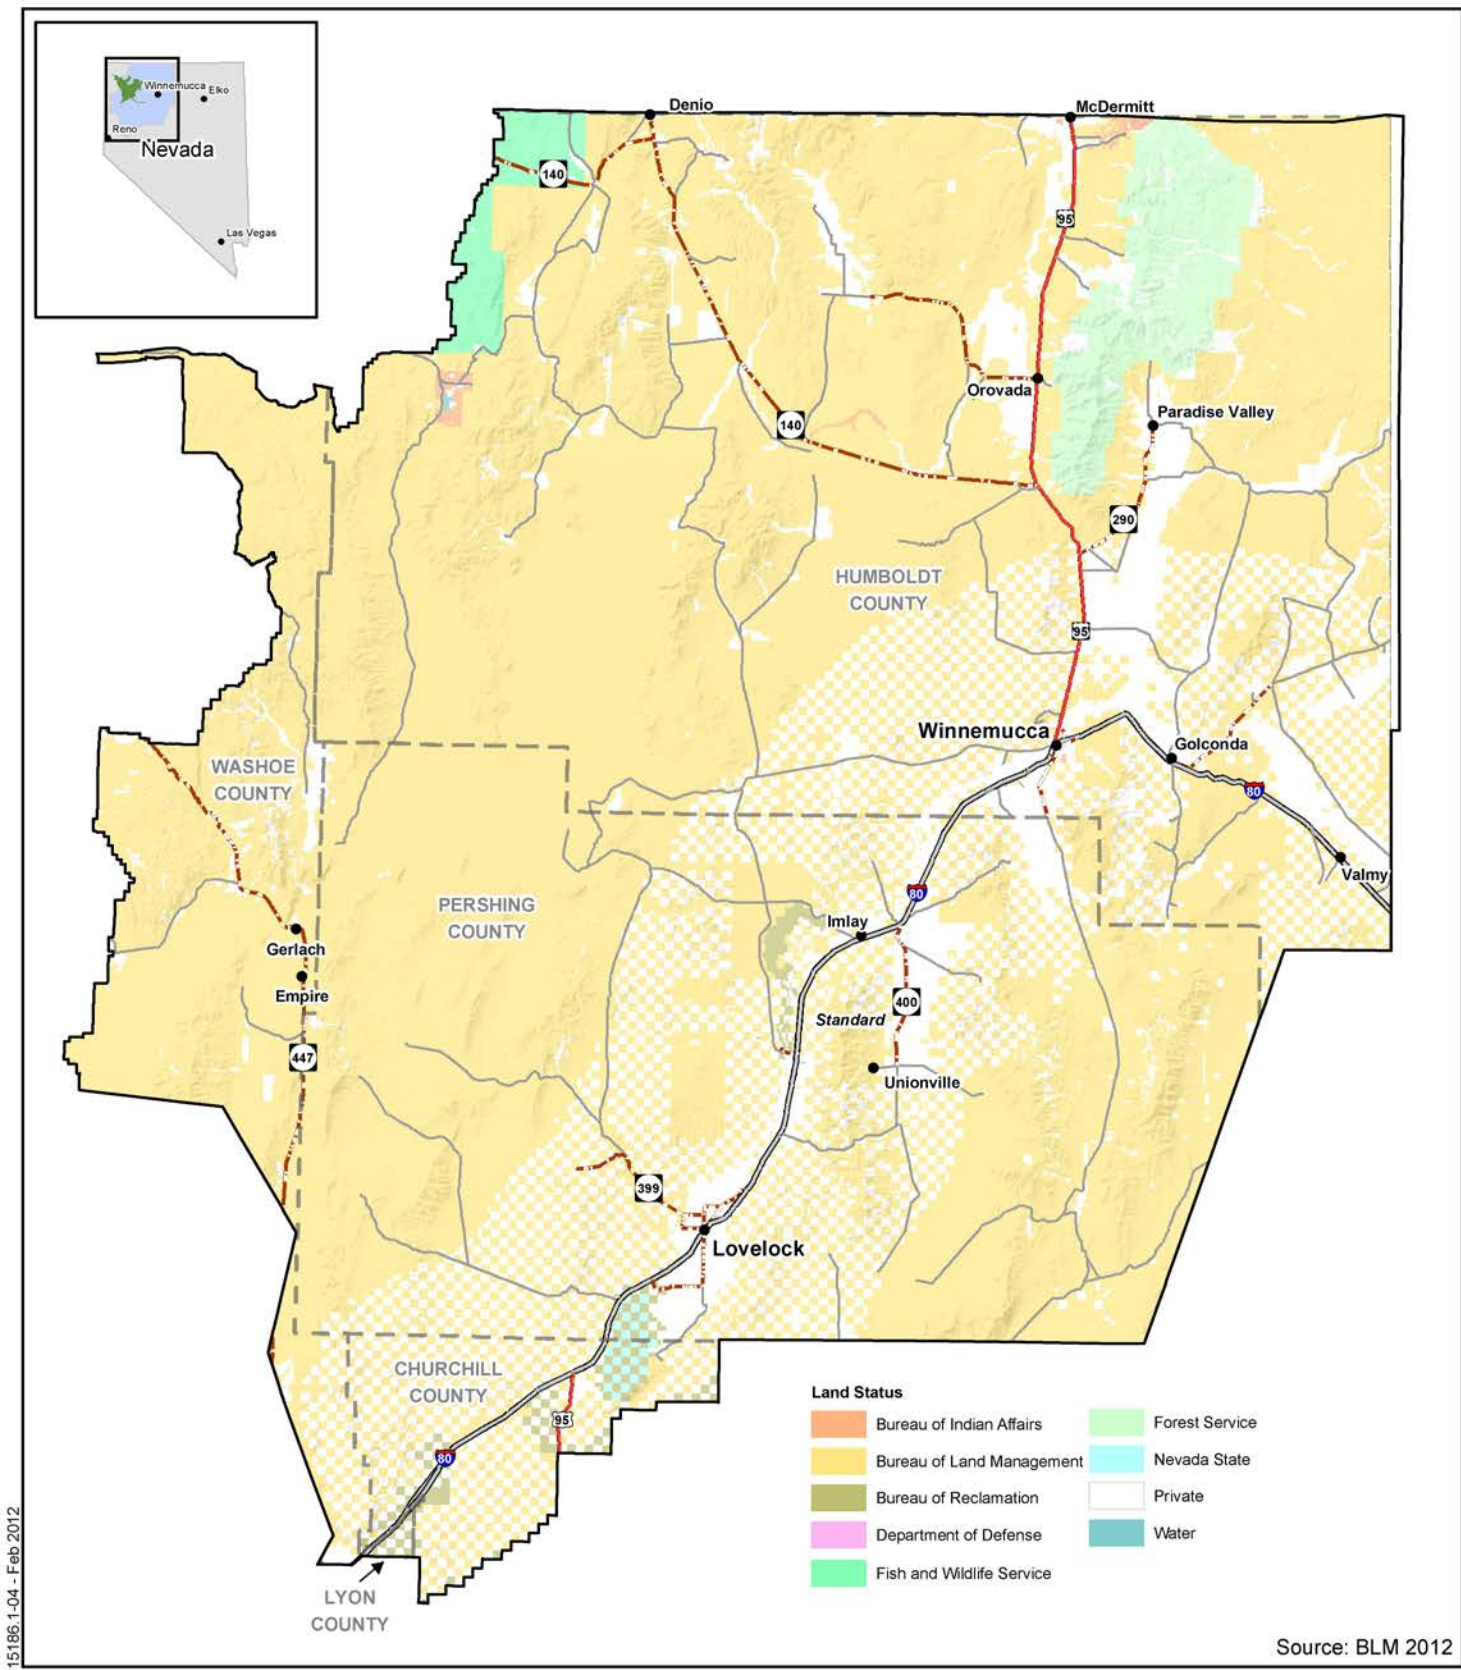 Winnemucca
Elko
Reno
Nevada
Las Vegas
Denio
McDermitt
140
95
Orovada
140
Paradise Valley
290
HUMBOLDT
COUNTY
95
Winnemucca
Golconda
WASHOE
COUNTY
80
Valmy
80
PERSHING
COUNTY
Imlay
Gerlach
Empire
400
Standard
447
Unionville
399
Lovelock
CHURCHILL
COUNTY
95
80
LYON
COUNTY
Land Status
Bureau of Indian Affairs
Bureau of Land Management
Bureau of Reclamation
Department of Defense
Fish and Wildlife Service
Forest Service
Nevada State
Private
Water
15186.1-04 - Feb 2012
Source: BLM 2012